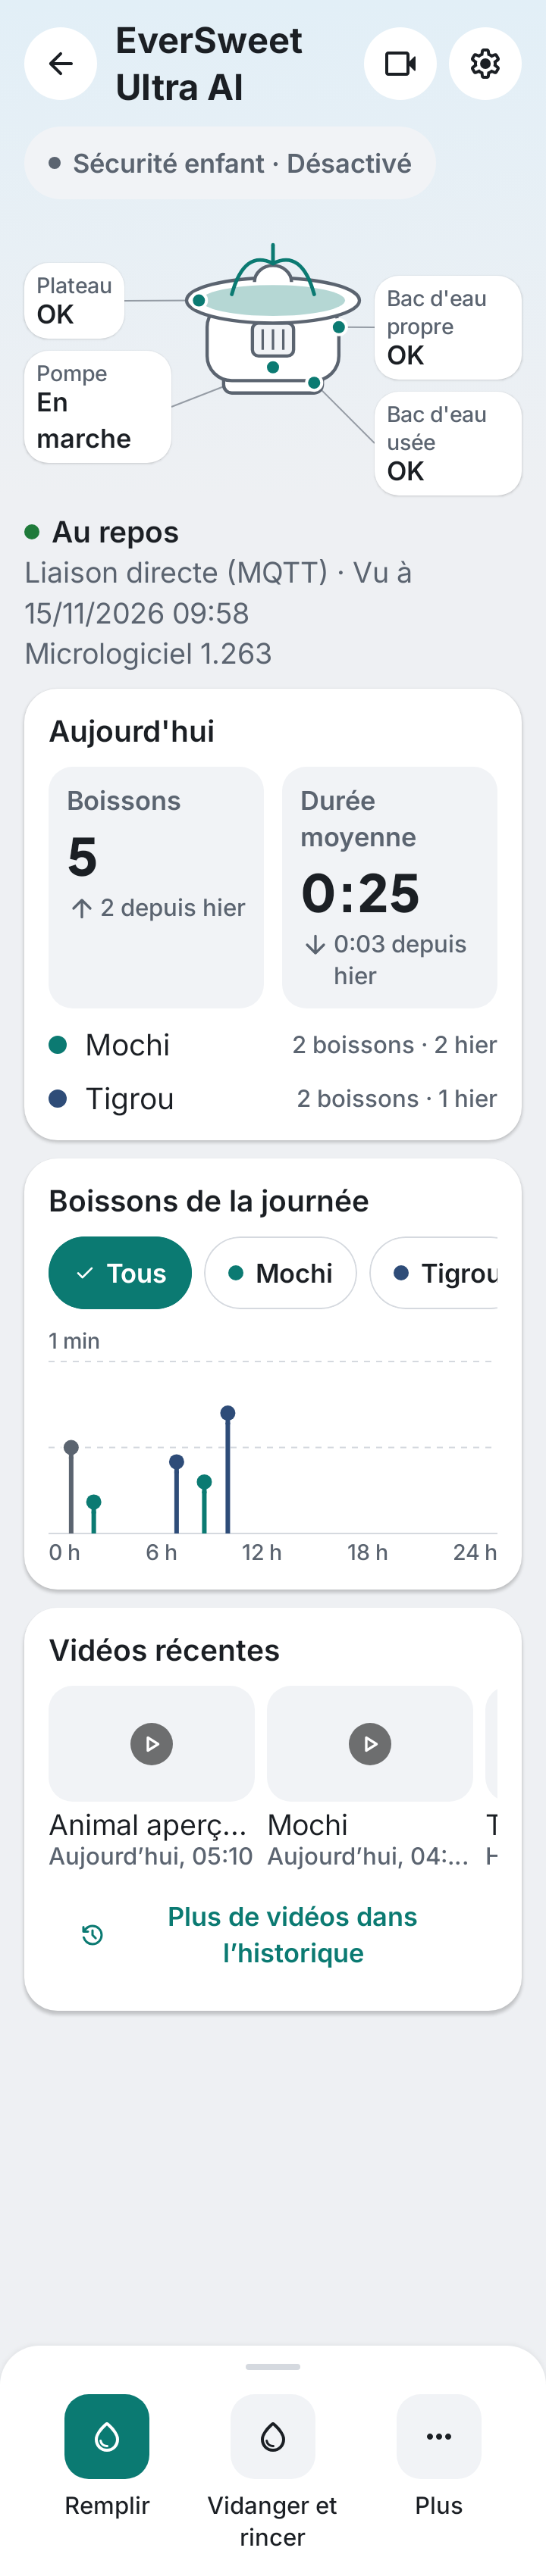 EverSweet
Ultra AI
Sécurité enfant · Désactivé
Plateau
OK
Pompe
En
marche
Bac d'eau
propre
OK
Bac d'eau
usée
OK
Au repos
Liaison directe (MQTT) · Vu à
15/11/2026 09:58
Micrologiciel 1.263
Aujourd'hui
Boissons
5
2 depuis hier
Durée
moyenne
0:25
0:03 depuis
hier
Mochi
2 boissons · 2 hier
Tigrou
2 boissons · 1 hier
Boissons de la journée
Tous
Mochi
Tigrou
1 min
0 h 6 h 12 h 18 h 24 h
Vidéos récentes
Animal aperç…
Aujourd’hui, 05:10
Mochi
Aujourd’hui, 04:…
T
H
Plus de vidéos dans
l’historique
Remplir
Vidanger et
rincer
Plus